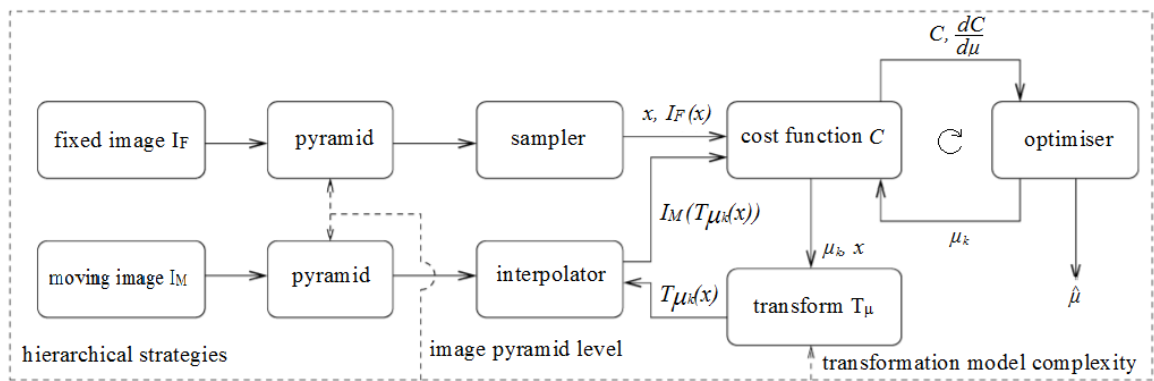 C, dC/dμ
fixed image IF
pyramid
sampler
x, IF (x)
cost function C
optimiser
IM (Tμk(x))
μk
μk, x
moving image IM
pyramid
interpolator
Tμk(x)
transform Tμ
μ̂
hierarchical strategies
image pyramid level
transformation model complexity